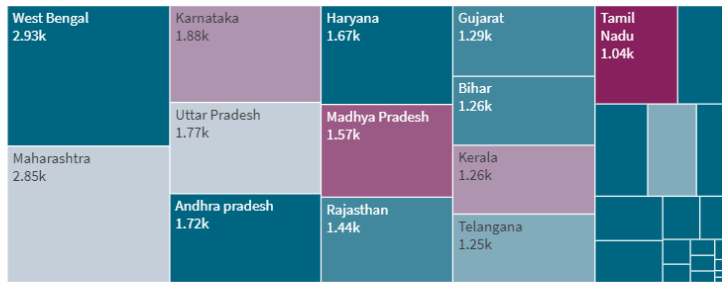 West Bengal
2.93k
Maharashtra
2.85k
Karnataka
1.88k
Uttar Pradesh
1.77k
Andhra pradesh
1.72k
Haryana
1.67k
Madhya Pradesh
1.57k
Rajasthan
1.44k
Gujarat
1.29k
Bihar
1.26k
Kerala
1.26k
Telangana
1.25k
Tamil
Nadu
1.04k